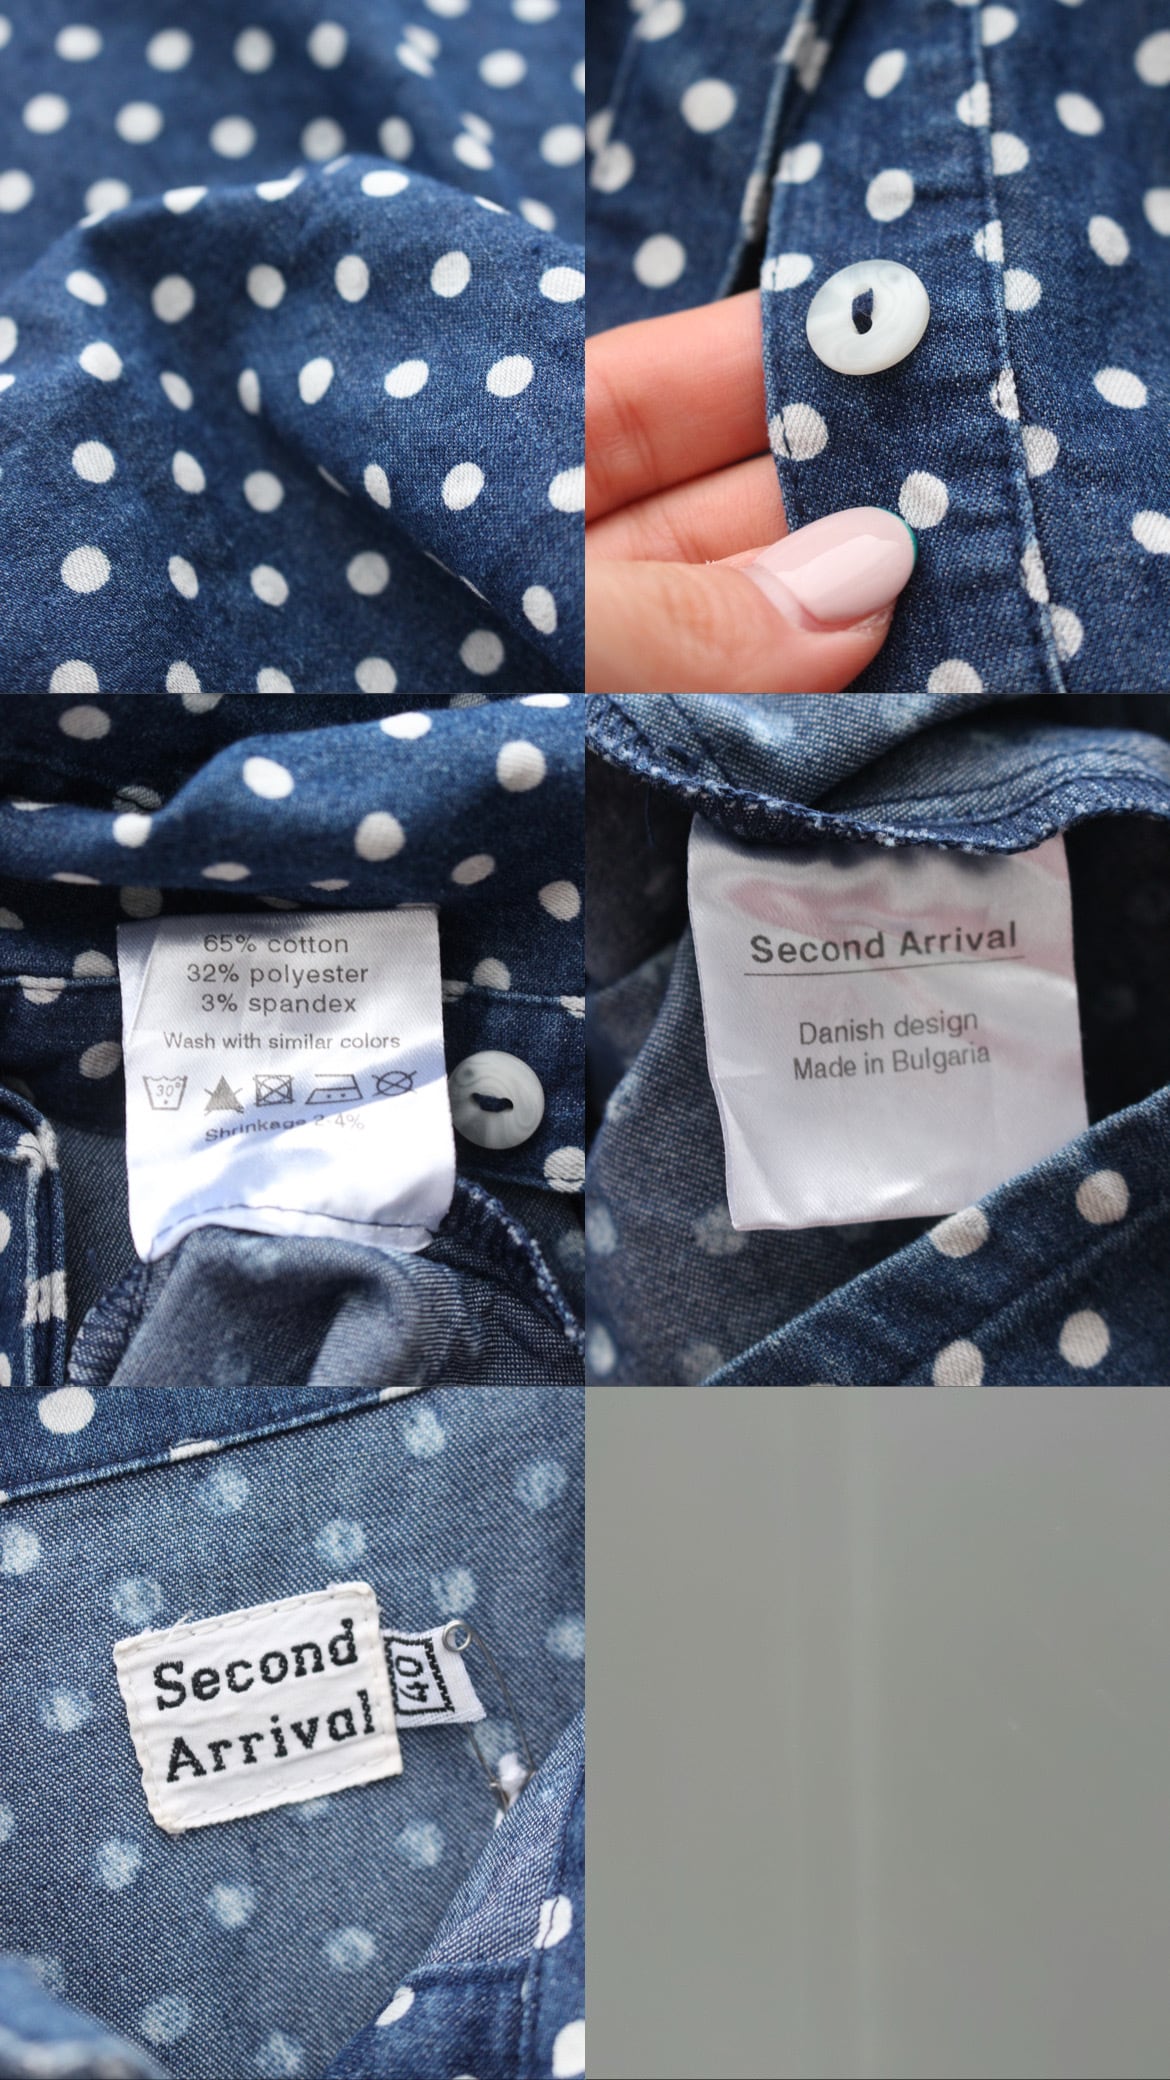 65% cotton
32% polyester
3% spandex
Wash with similar colors
30°
Shrinkage 2-4%
Second Arrival
Danish design
Made in Bulgaria
Second
Arrival
40